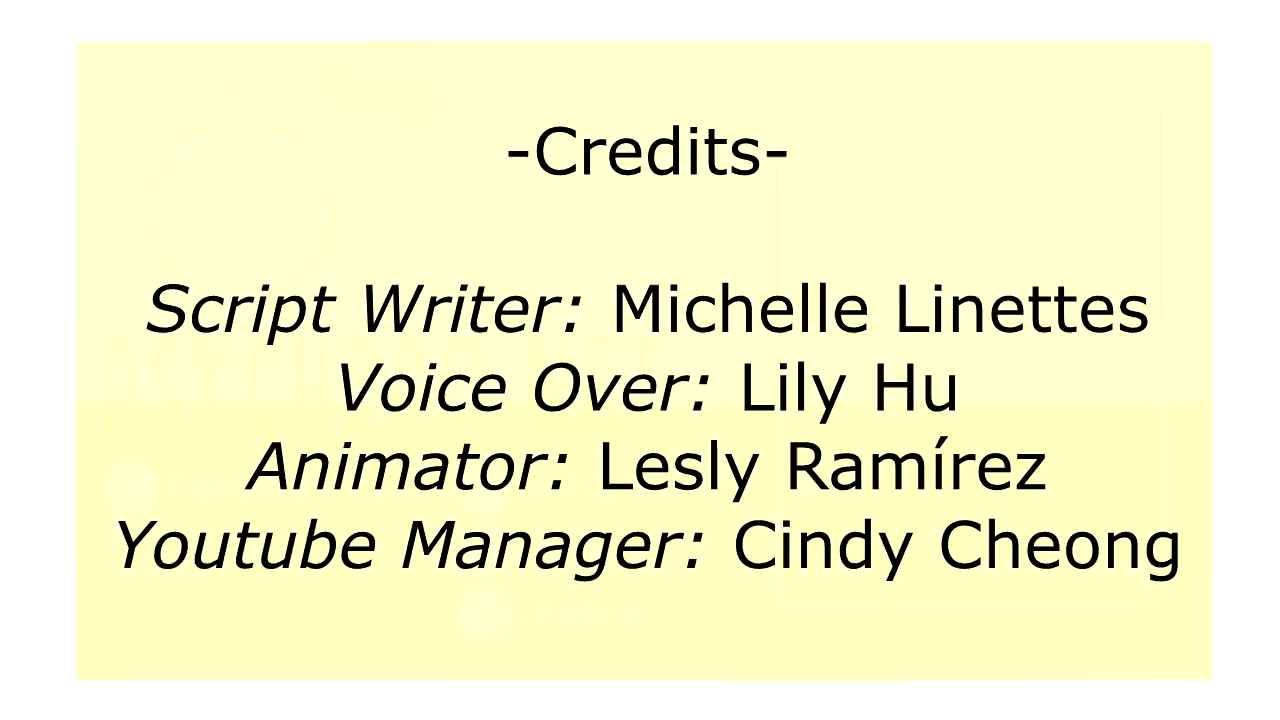 -Credits-
Script Writer: Michelle Linettes
Voice Over: Lily Hu
Animator: Lesly Ramírez
Youtube Manager: Cindy Cheong